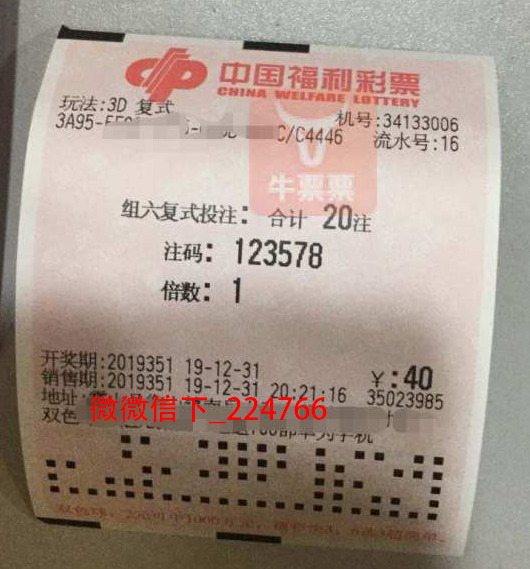 中国福利彩票
CHINA WELFARE LOTTERY
玩法:3D 复式
机号:34133006
C/C4446 流水号:16
牛票票
组六复式投注: 合计 20注
注码: 123578
倍数: 1
开奖期:2019351 19-12-31
¥:40
销售期:2019351 19-12-31 20:21:16 35023985
地址:
微微信下_224766
双色